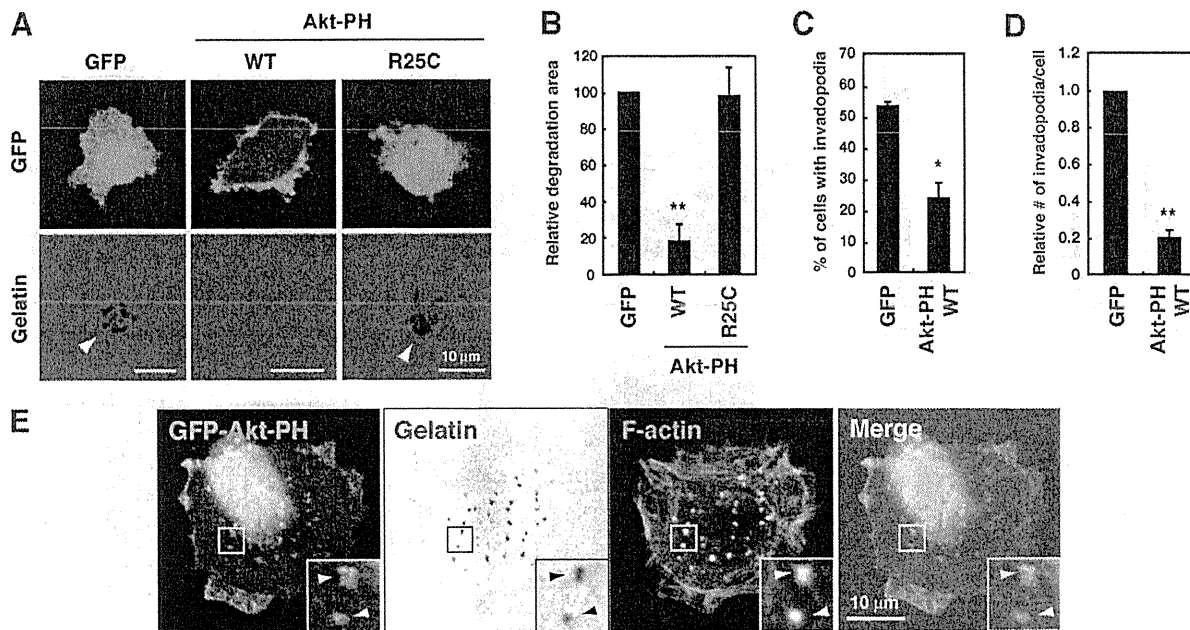 A
Akt-PH
GFP
WT
R25C
GFP
Gelatin
10 µm
B
Relative degradation area
120
100
80
60
40
20
0
**
GFP
WT
R25C
Akt-PH
C
% of cells with invadopodia
70
60
50
40
30
20
10
0
*
GFP
Akt-PH
WT
D
Relative # of invadopodia/cell
1.2
1.0
0.8
0.6
0.4
0.2
0
**
GFP
Akt-PH
WT
E
GFP-Akt-PH
Gelatin
F-actin
Merge
10 µm